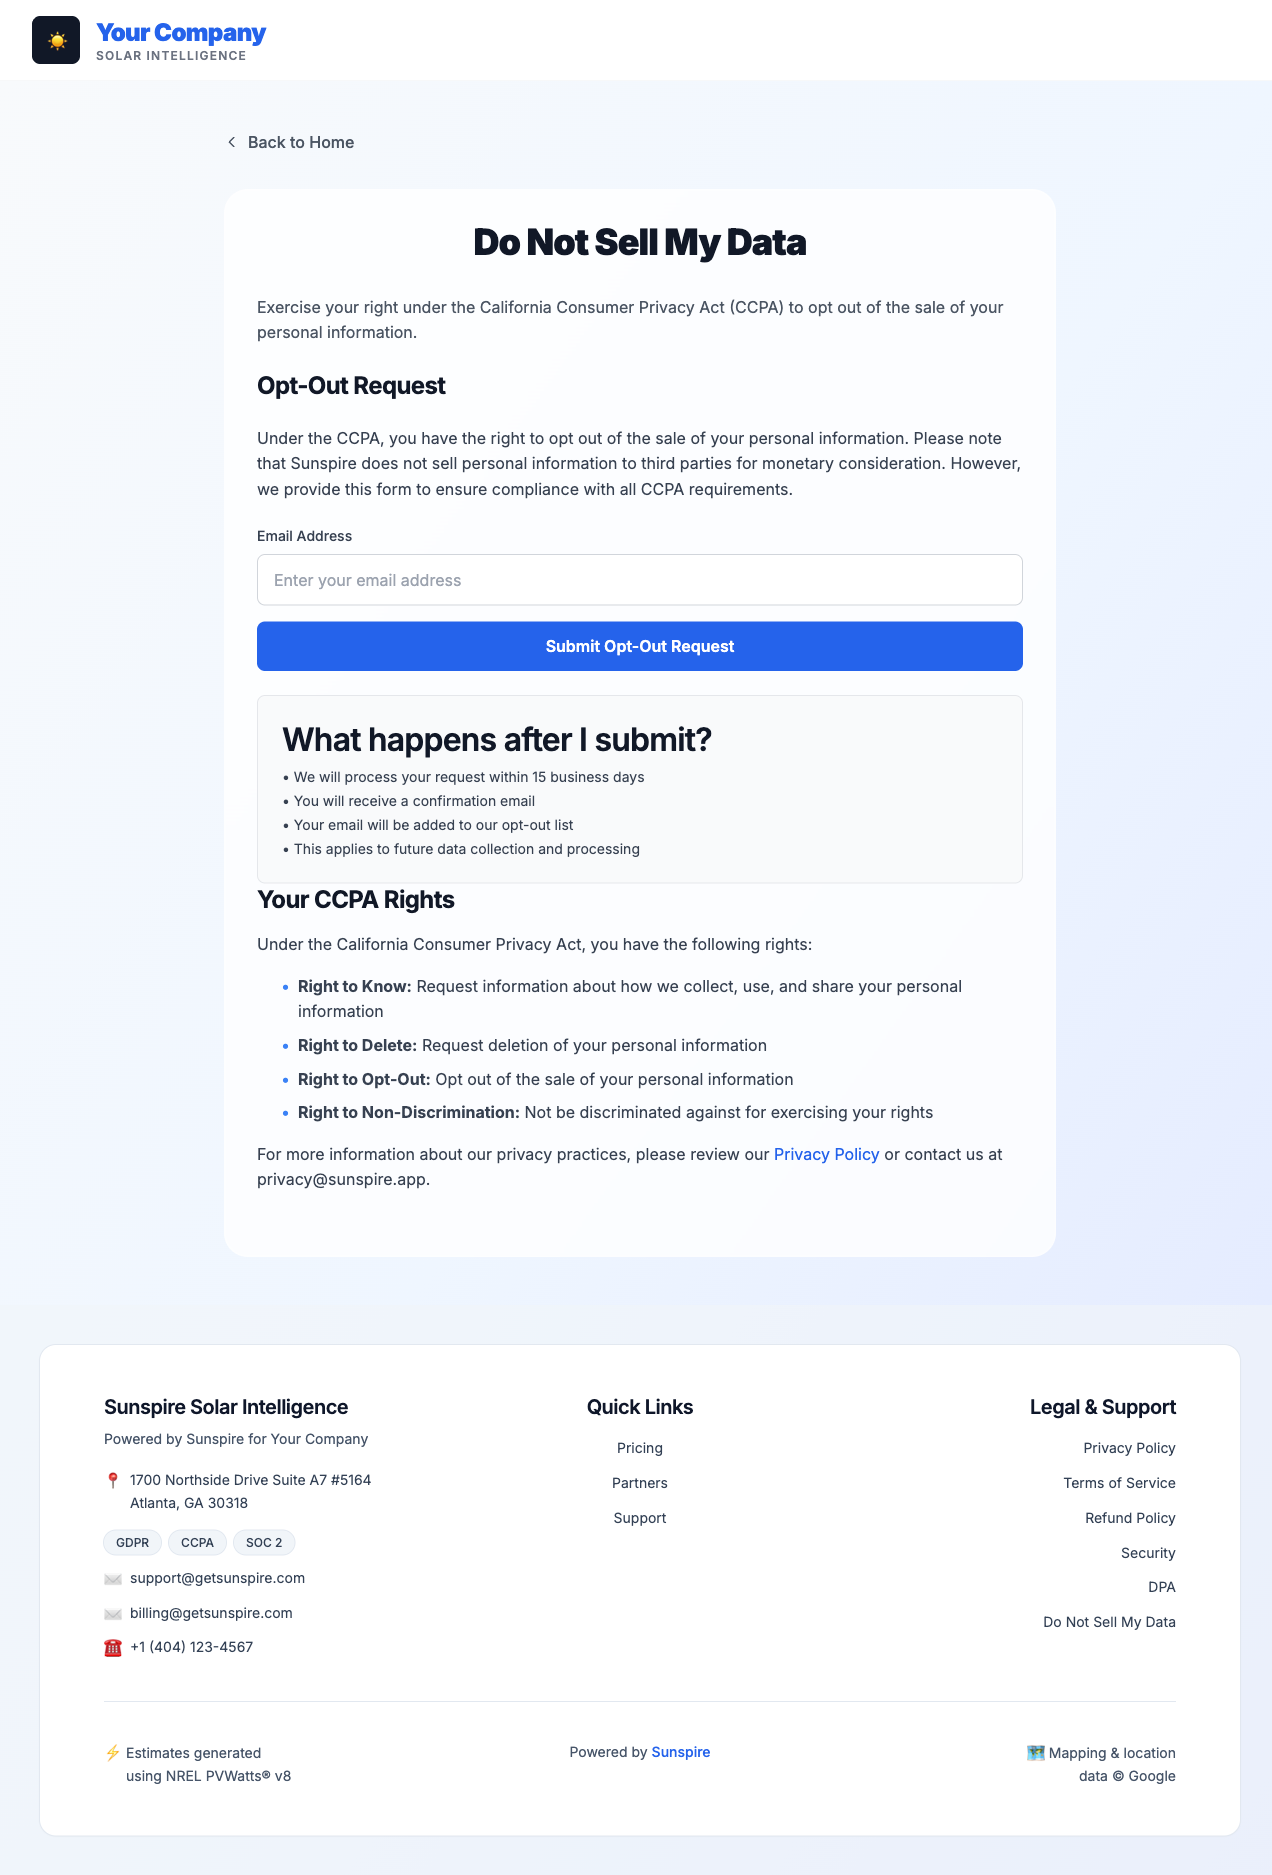 Your Company
SOLAR INTELLIGENCE
Back to Home
Do Not Sell My Data
Exercise your right under the California Consumer Privacy Act (CCPA) to opt out of the sale of your
personal information.
Opt-Out Request
Under the CCPA, you have the right to opt out of the sale of your personal information. Please note
that Sunspire does not sell personal information to third parties for monetary consideration. However,
we provide this form to ensure compliance with all CCPA requirements.
Email Address
Enter your email address
Submit Opt-Out Request
What happens after I submit?
• We will process your request within 15 business days
• You will receive a confirmation email
• Your email will be added to our opt-out list
• This applies to future data collection and processing
Your CCPA Rights
Under the California Consumer Privacy Act, you have the following rights:
• Right to Know: Request information about how we collect, use, and share your personal
information
• Right to Delete: Request deletion of your personal information
• Right to Opt-Out: Opt out of the sale of your personal information
• Right to Non-Discrimination: Not be discriminated against for exercising your rights
For more information about our privacy practices, please review our Privacy Policy or contact us at
privacy@sunspire.app.
Sunspire Solar Intelligence
Powered by Sunspire for Your Company
1700 Northside Drive Suite A7 #5164
Atlanta, GA 30318
GDPR CCPA SOC 2
support@getsunspire.com
billing@getsunspire.com
+1 (404) 123-4567
Quick Links
Pricing
Partners
Support
Legal & Support
Privacy Policy
Terms of Service
Refund Policy
Security
DPA
Do Not Sell My Data
Estimates generated
using NREL PVWatts® v8
Powered by Sunspire
Mapping & location
data © Google